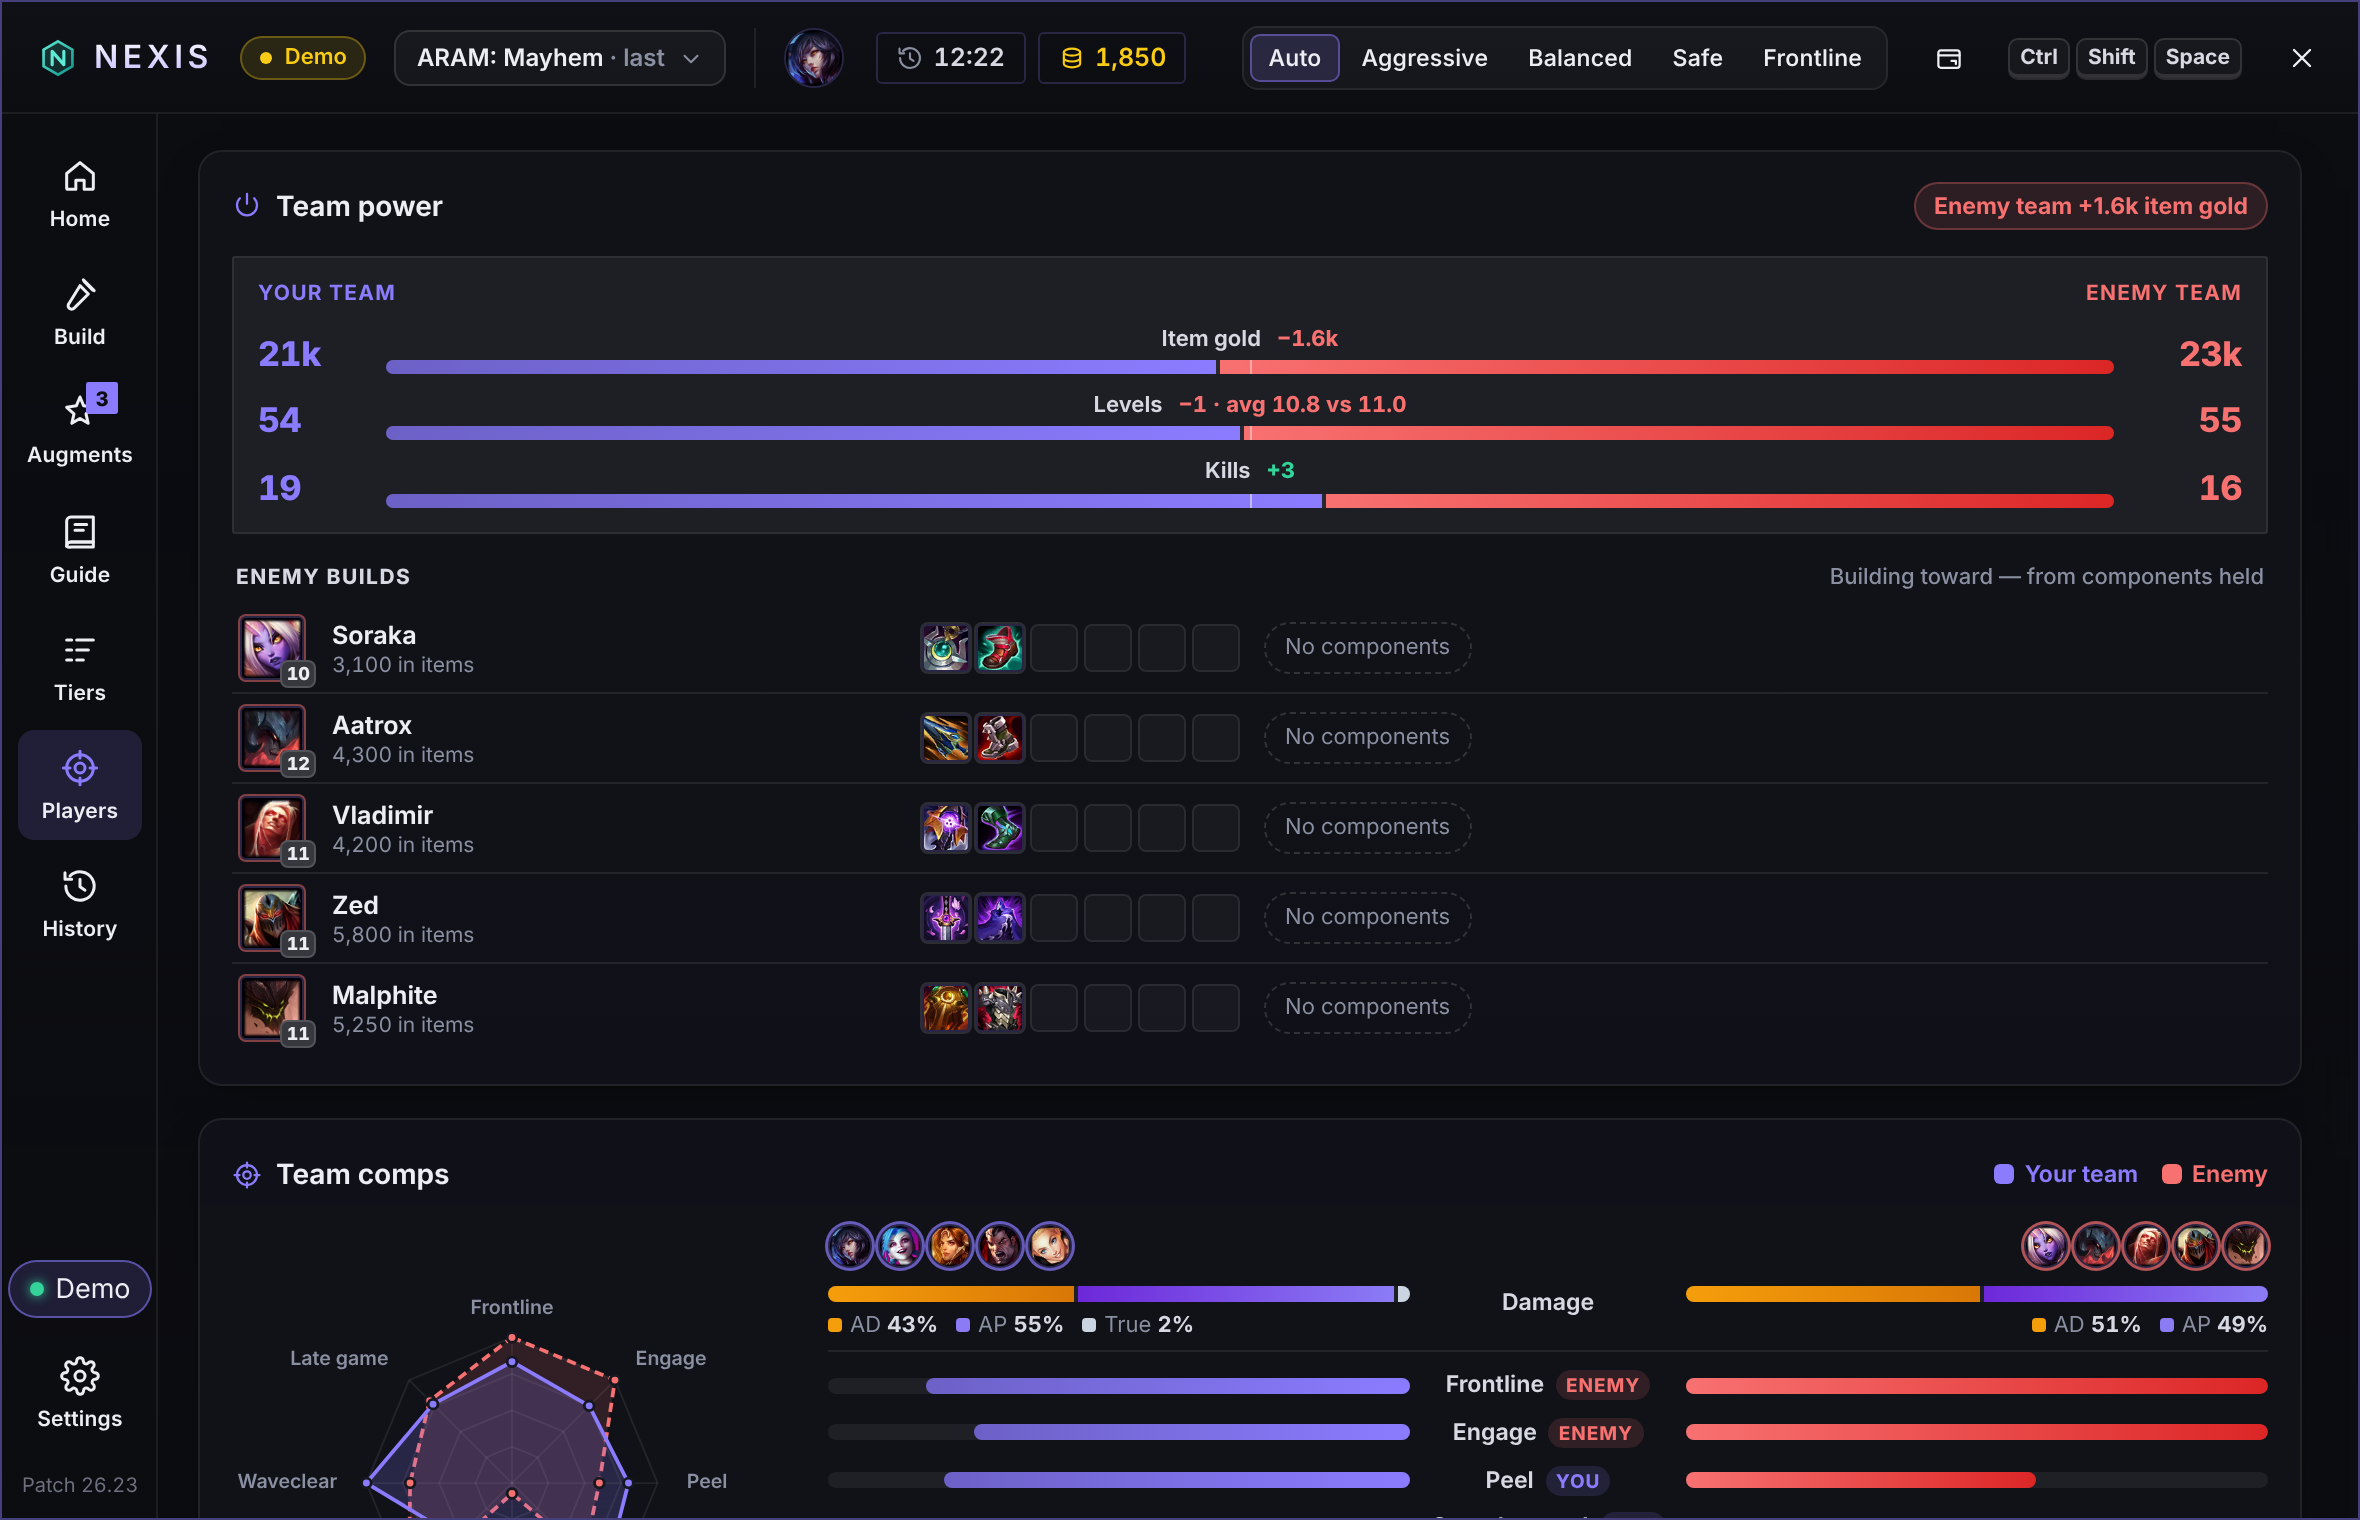 NEXIS
Demo
ARAM: Mayhem · last
12:22
1,850
Auto
Aggressive
Balanced
Safe
Frontline
Ctrl
Shift
Space
Home
Build
3
Augments
Guide
Tiers
Players
History
Demo
Settings
Patch 26.23
Team power
Enemy team +1.6k item gold
YOUR TEAM
ENEMY TEAM
21k
Item gold −1.6k
23k
54
Levels −1 · avg 10.8 vs 11.0
55
19
Kills +3
16
ENEMY BUILDS
Building toward — from components held
Soraka
3,100 in items
10
No components
Aatrox
4,300 in items
12
No components
Vladimir
4,200 in items
11
No components
Zed
5,800 in items
11
No components
Malphite
5,250 in items
11
No components
Team comps
Your team
Enemy
Frontline
Engage
Peel
Waveclear
Late game
AD 43%
AP 55%
True 2%
Damage
AD 51%
AP 49%
Frontline ENEMY
Engage ENEMY
Peel YOU